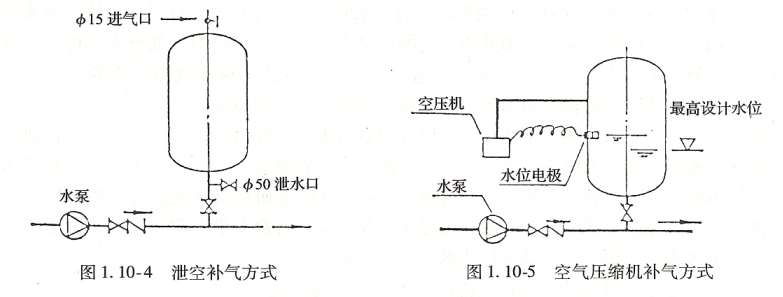 φ15 进气口
φ50 泄水口
水泵
图 1.10-4 泄空补气方式
空压机
最高设计水位
水位电极
水泵
图 1.10-5 空气压缩机补气方式